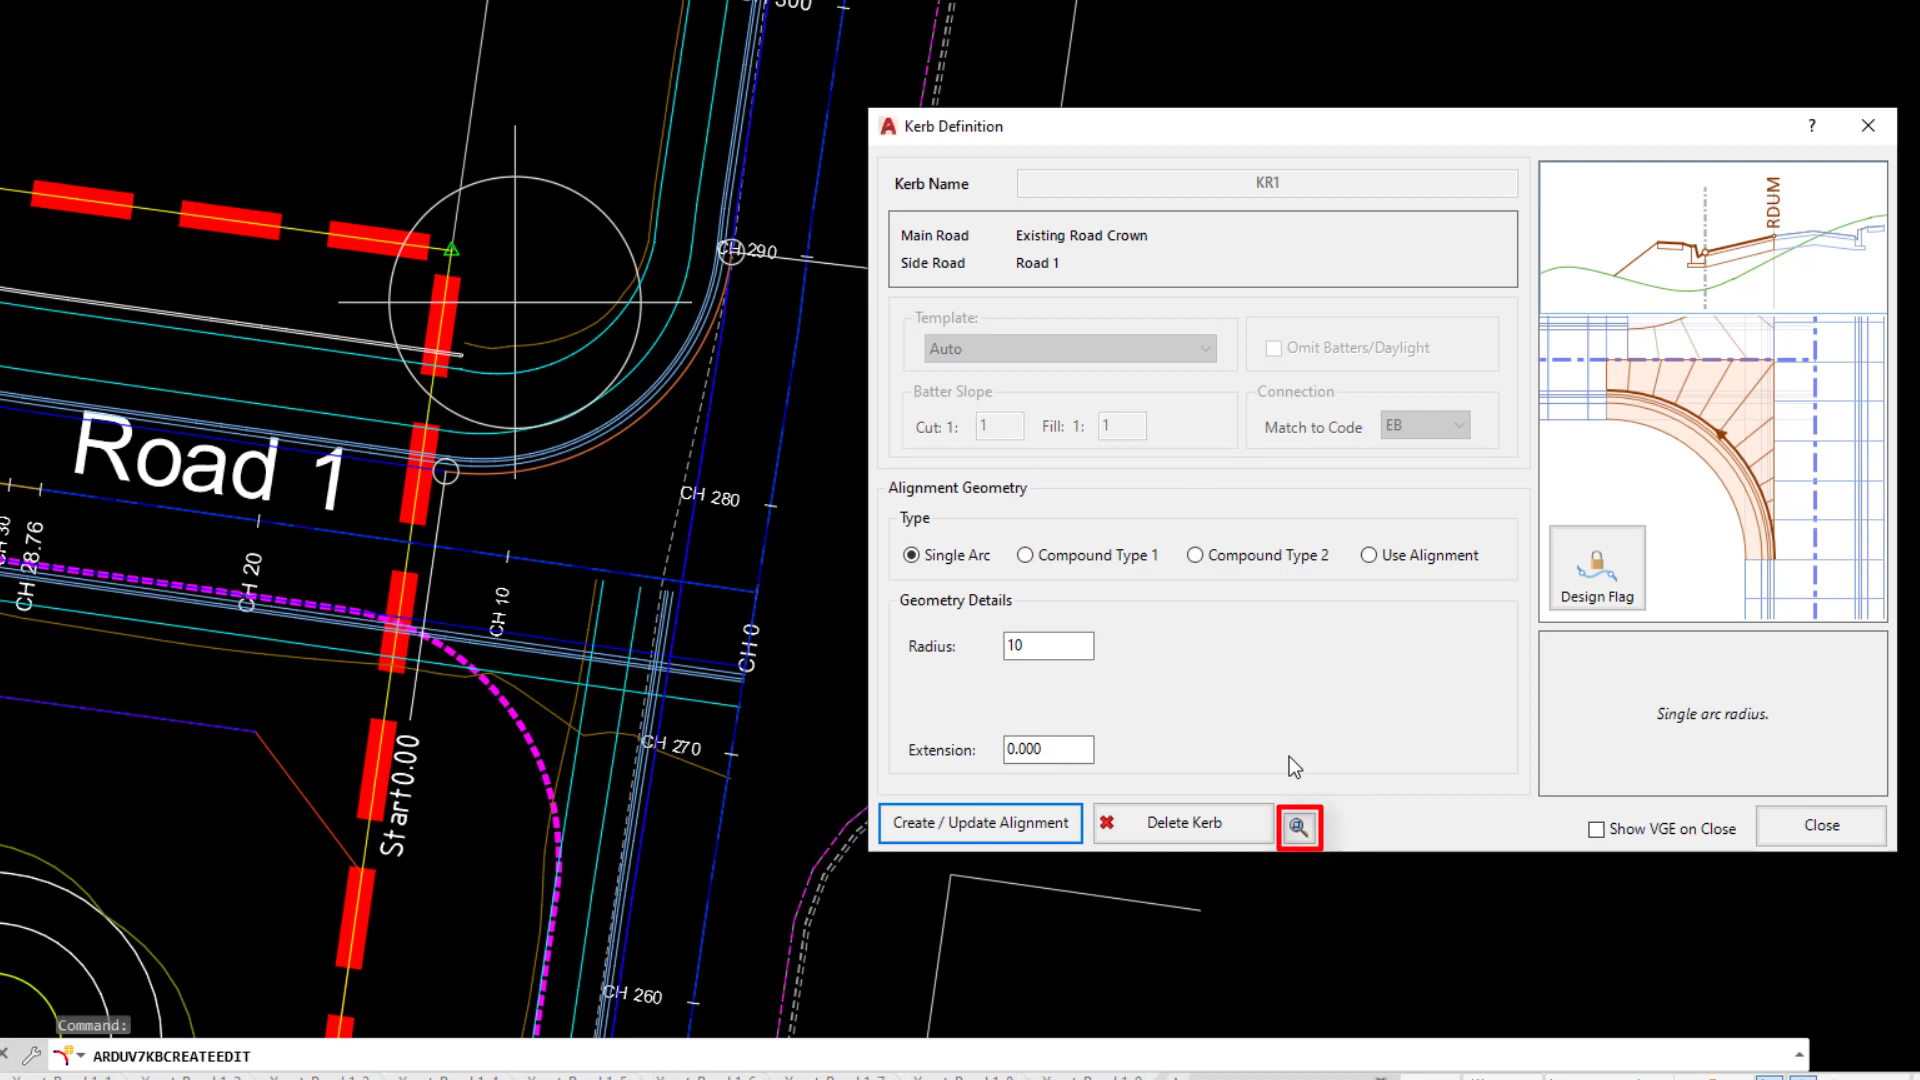 CH 290
Road 1
CH 280
CH 30
CH 28.76
CH 20
CH 10
CH 0
CH 270
Start0.00
CH 260
Kerb Definition
?
Kerb Name
KR1
Main Road Existing Road Crown
Side Road Road 1
Template:
Auto
Omit Batters/Daylight
Batter Slope
Cut: 1: 1 Fill: 1: 1
Connection
Match to Code EB
RDUM
Alignment Geometry
Type
Single Arc Compound Type 1 Compound Type 2 Use Alignment
Geometry Details
Radius: 10
Extension: 0.000
Design Flag
Single arc radius.
Create / Update Alignment Delete Kerb
Show VGE on Close Close
Command:
ARDUV7KBCREATEEDIT